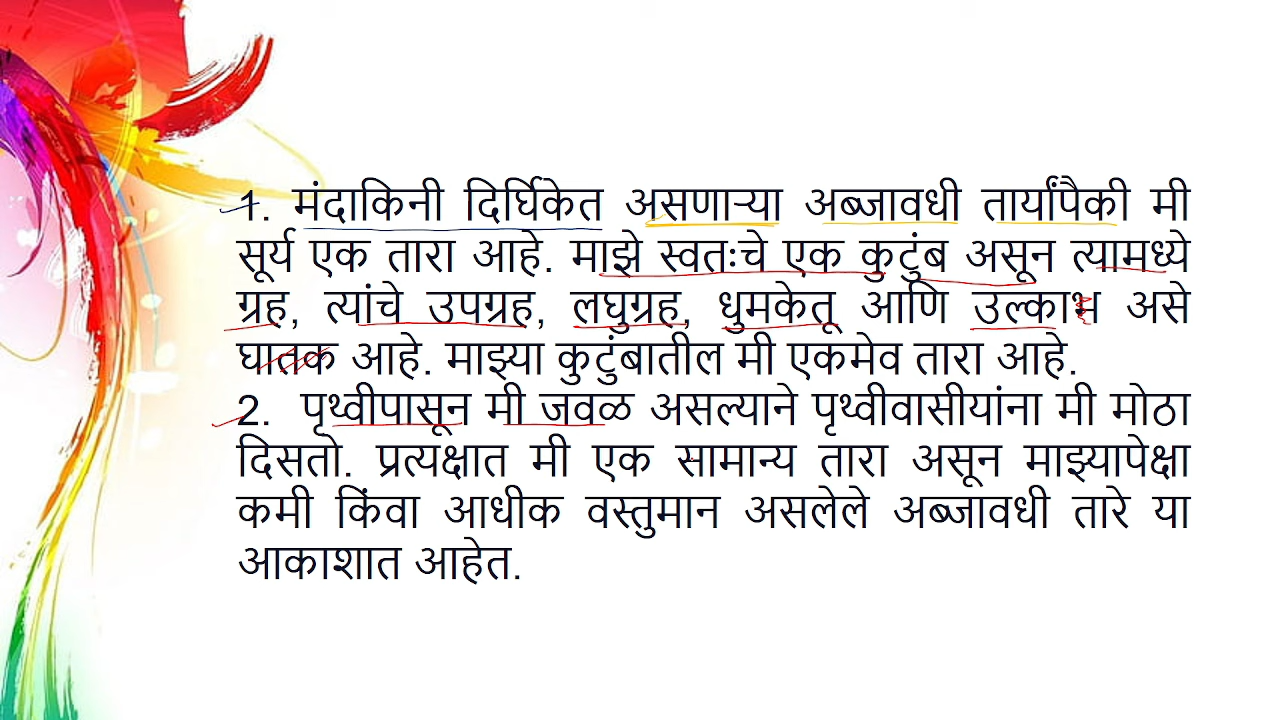 1. मंदाकिनी दिर्घिकेत असणाऱ्या अब्जावधी तार्यांपैकी मी
सूर्य एक तारा आहे. माझे स्वतःचे एक कुटुंब असून त्यामध्ये
ग्रह, त्यांचे उपग्रह, लघुग्रह, धुमकेतू आणि उल्काभ असे
घातक आहे. माझ्या कुटुंबातील मी एकमेव तारा आहे.
2. पृथ्वीपासून मी जवळ असल्याने पृथ्वीवासीयांना मी मोठा
दिसतो. प्रत्यक्षात मी एक सामान्य तारा असून माझ्यापेक्षा
कमी किंवा आधीक वस्तुमान असलेले अब्जावधी तारे या
आकाशात आहेत.